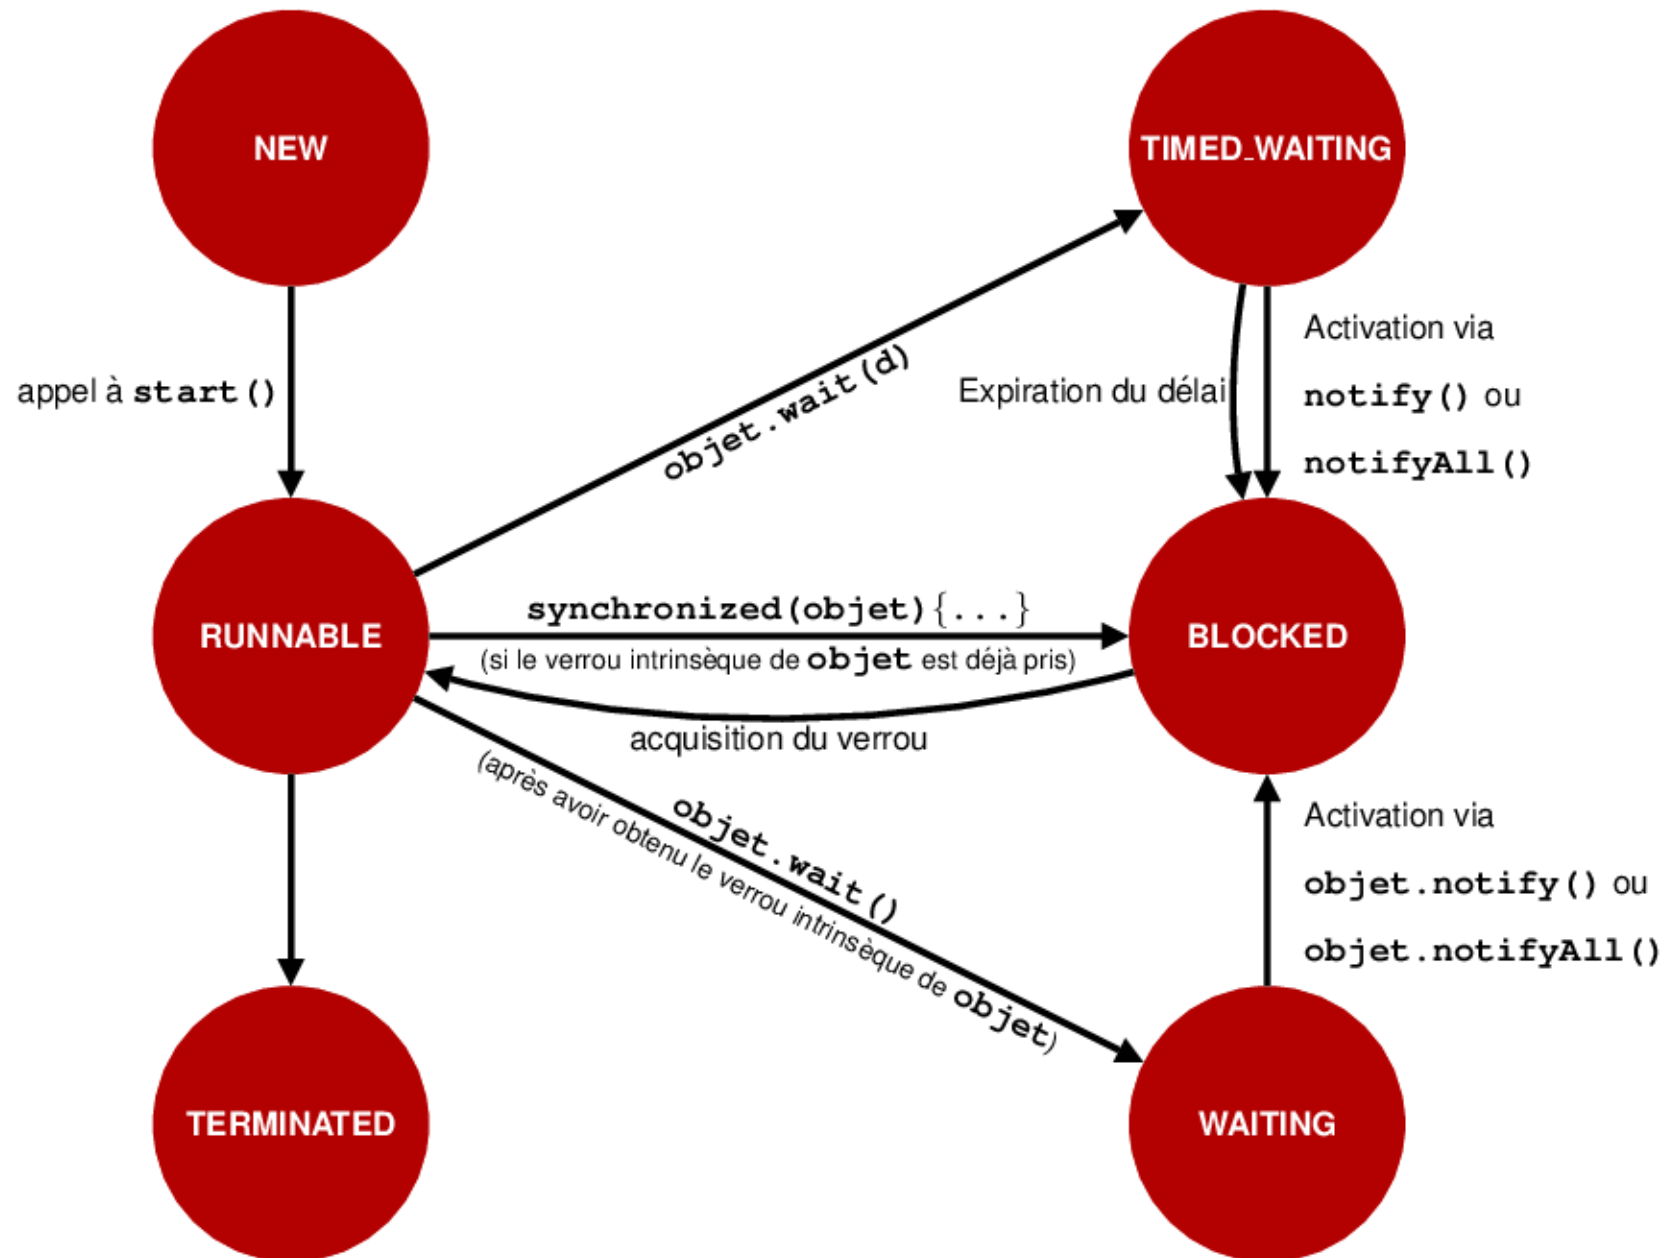 NEW
TIMED_WAITING
appel à start()
objet.wait(d)
Expiration du délai
Activation via
notify() ou
notifyAll()
RUNNABLE
synchronized(objet){...}
(si le verrou intrinsèque de objet est déjà pris)
BLOCKED
acquisition du verrou
objet.wait()
(après avoir obtenu le verrou intrinsèque de objet)
Activation via
objet.notify() ou
objet.notifyAll()
TERMINATED
WAITING